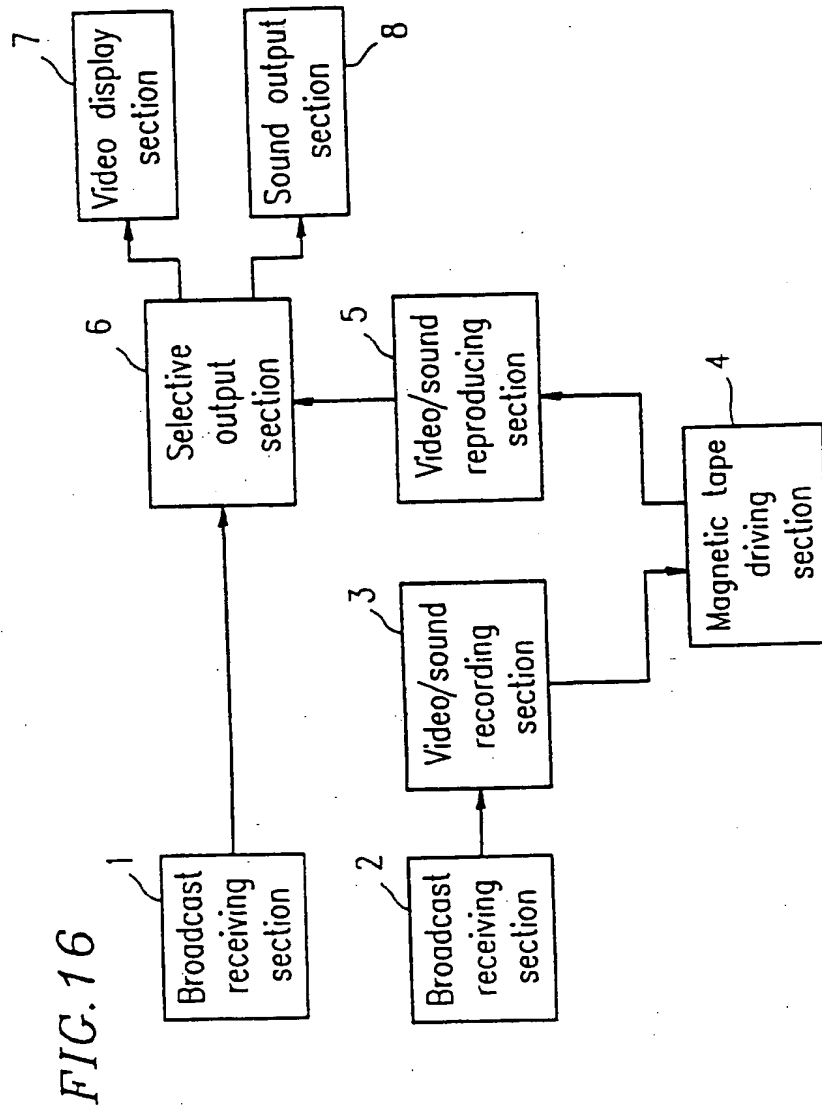 FIG.16
1
Broadcast
receiving
section
2
Broadcast
receiving
section
3
Video/sound
recording
section
4
Magnetic tape
driving
section
5
Video/sound
reproducing
section
6
Selective
output
section
7
Video display
section
8
Sound output
section